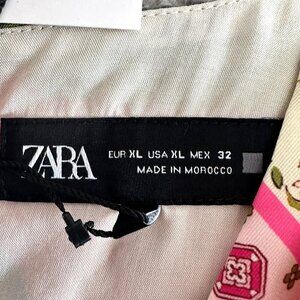 ZARA
EUR XL USA XL MEX 32
MADE IN MOROCCO